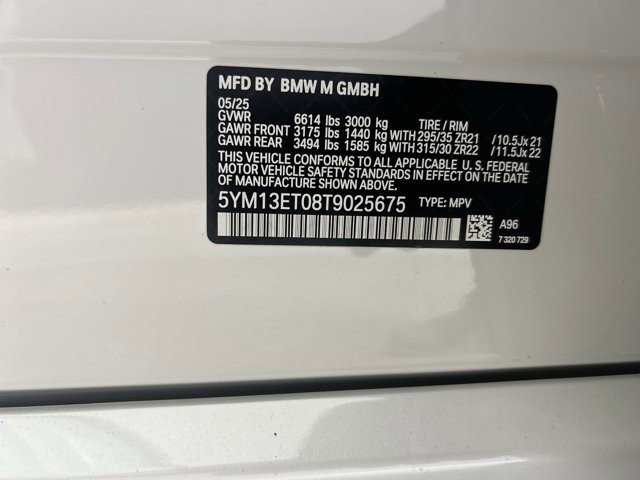 MFD BY BMW M GMBH
05/25
GVWR 6614 lbs 3000 kg TIRE / RIM
GAWR FRONT 3175 lbs 1440 kg WITH 295/35 ZR21 /10.5Jx 21
GAWR REAR 3494 lbs 1585 kg WITH 315/30 ZR22 /11.5Jx 22
THIS VEHICLE CONFORMS TO ALL APPLICABLE U.S. FEDERAL
MOTOR VEHICLE SAFETY STANDARDS IN EFFECT ON THE
DATE OF MANUFACTURE SHOWN ABOVE.
5YM13ET08T9025675 TYPE: MPV
A96
7 320 729